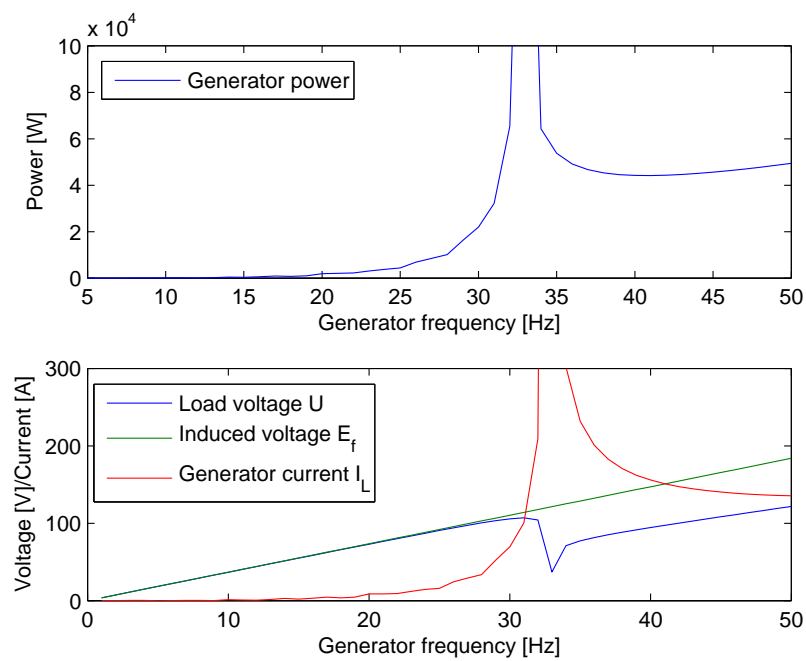 x 10⁴
10
8
6
4
2
0
Power [W]
Generator power
5 10 15 20 25 30 35 40 45 50
Generator frequency [Hz]
300
200
100
0
Voltage [V]/Current [A]
Load voltage U
Induced voltage E_f
Generator current I_L
0 10 20 30 40 50
Generator frequency [Hz]